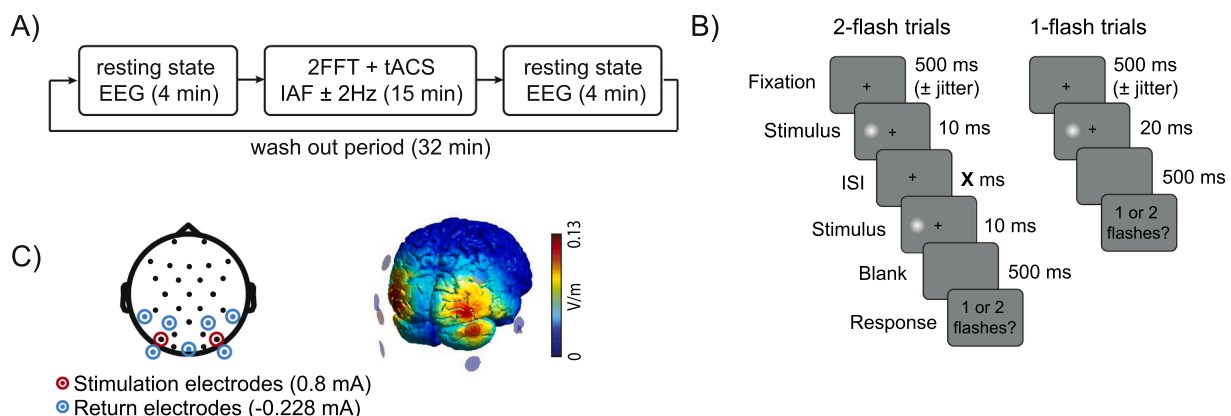 A)
resting state
EEG (4 min)
2FFT + tACS
IAF ± 2Hz (15 min)
resting state
EEG (4 min)
wash out period (32 min)
B)
2-flash trials
1-flash trials
Fixation
500 ms
(± jitter)
500 ms
(± jitter)
Stimulus
10 ms
20 ms
ISI
X ms
500 ms
Stimulus
10 ms
1 or 2
flashes?
Blank
500 ms
Response
1 or 2
flashes?
C)
0.13
V/m
0
Stimulation electrodes (0.8 mA)
Return electrodes (-0.228 mA)